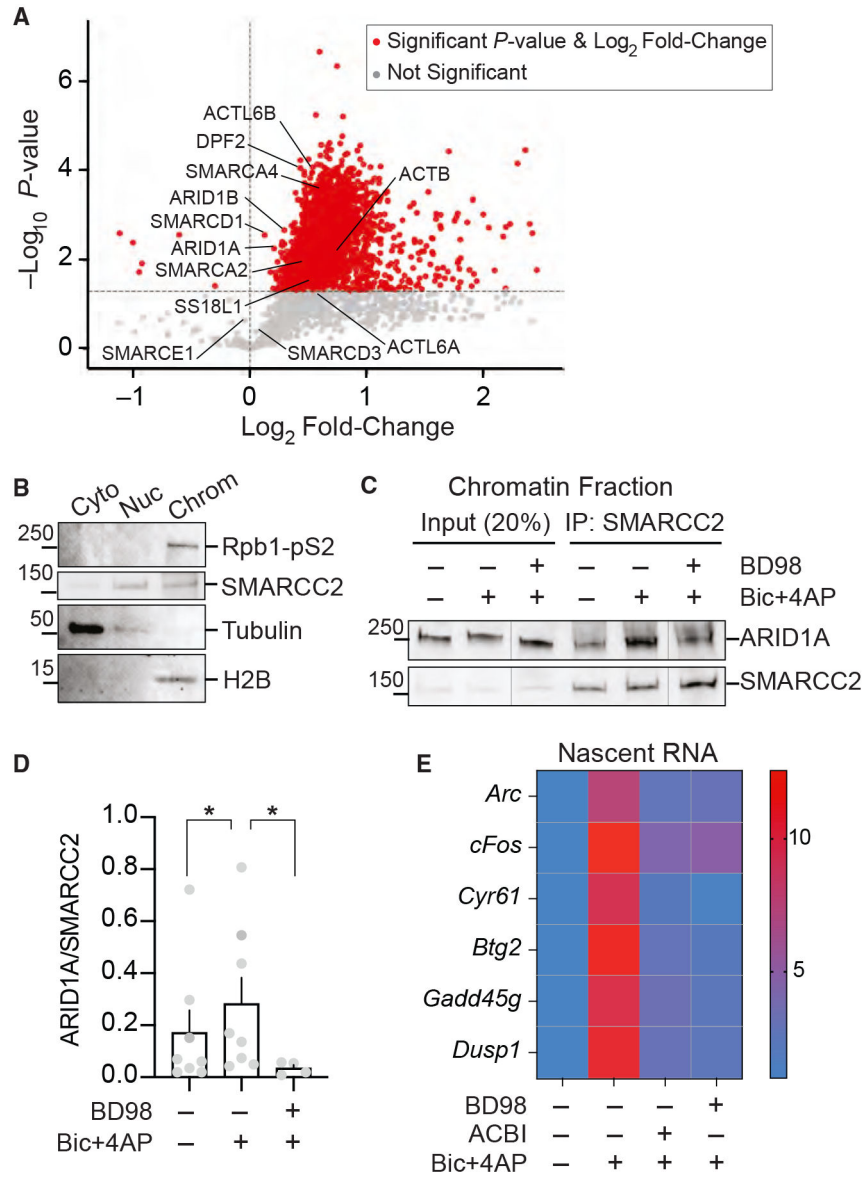 A
Significant P-value & Log2 Fold-Change
Not Significant
–Log10 P-value
6
4
2
0
ACTL6B
DPF2
SMARCA4
ACTB
ARID1B
SMARCD1
ARID1A
SMARCA2
SS18L1
SMARCE1
SMARCD3
ACTL6A
–1 0 1 2
Log2 Fold-Change
B
Cyto Nuc Chrom
250 Rpb1-pS2
150 SMARCC2
50 Tubulin
15 H2B
C
Chromatin Fraction
Input (20%) IP: SMARCC2
– – + – – + BD98
– + + – + + Bic+4AP
250 ARID1A
150 SMARCC2
D
ARID1A/SMARCC2
1.0
0.8
0.6
0.4
0.2
0.0
* *
BD98 – – +
Bic+4AP – + +
E
Nascent RNA
Arc
cFos
Cyr61
Btg2
Gadd45g
Dusp1
10
5
BD98 – – – +
ACBI – – + –
Bic+4AP – + + +